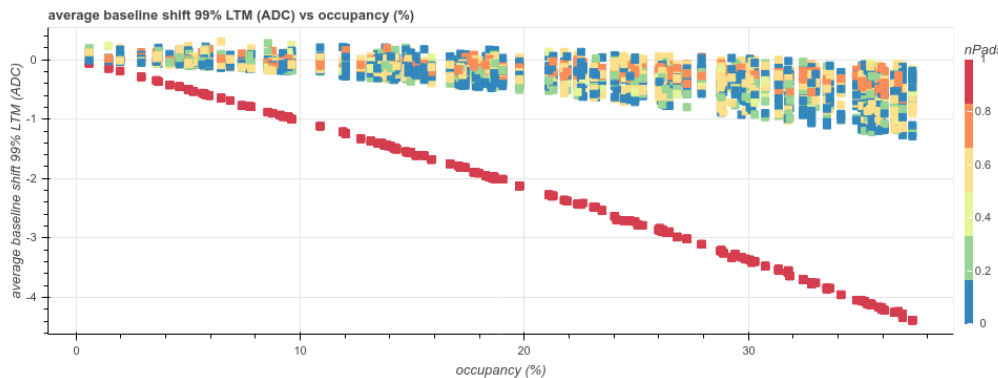 average baseline shift 99% LTM (ADC) vs occupancy (%)
nPads
1
0.8
0.6
0.4
0.2
0
average baseline shift 99% LTM (ADC)
0
-1
-2
-3
-4
0 10 20 30
occupancy (%)